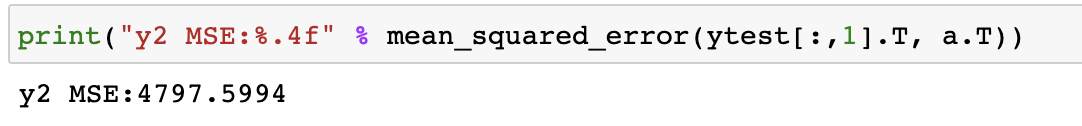 print("y2 MSE:%.4f" % mean_squared_error(ytest[:,1].T, a.T))
y2 MSE:4797.5994